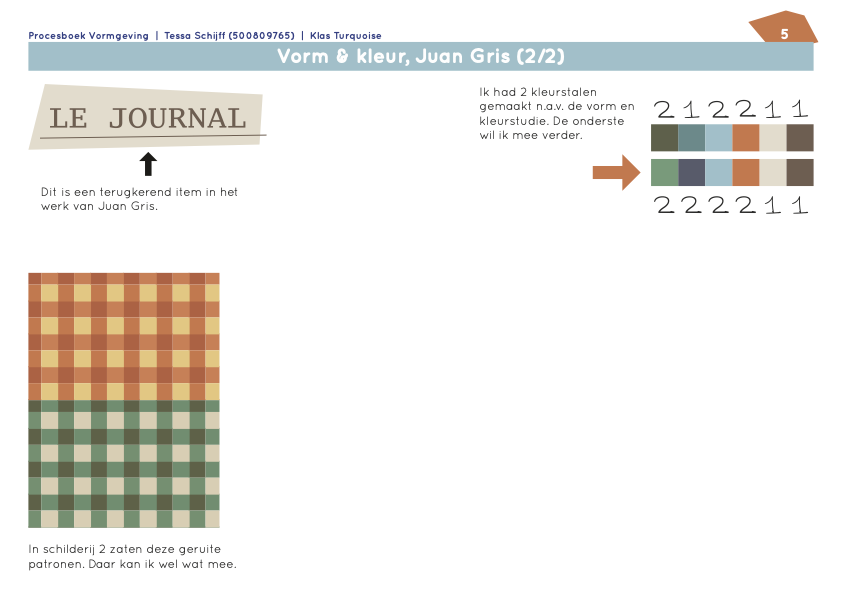 Procesboek Vormgeving | Tessa Schijff (500809765) | Klas Turquoise
5
Vorm & kleur, Juan Gris (2/2)
LE JOURNAL
Dit is een terugkerend item in het
werk van Juan Gris.
Ik had 2 kleurstalen
gemaakt n.a.v. de vorm en
kleurstudie. De onderste
wil ik mee verder.
2 1 2 2 1 1
2 2 2 2 1 1
In schilderij 2 zaten deze geruite
patronen. Daar kan ik wel wat mee.